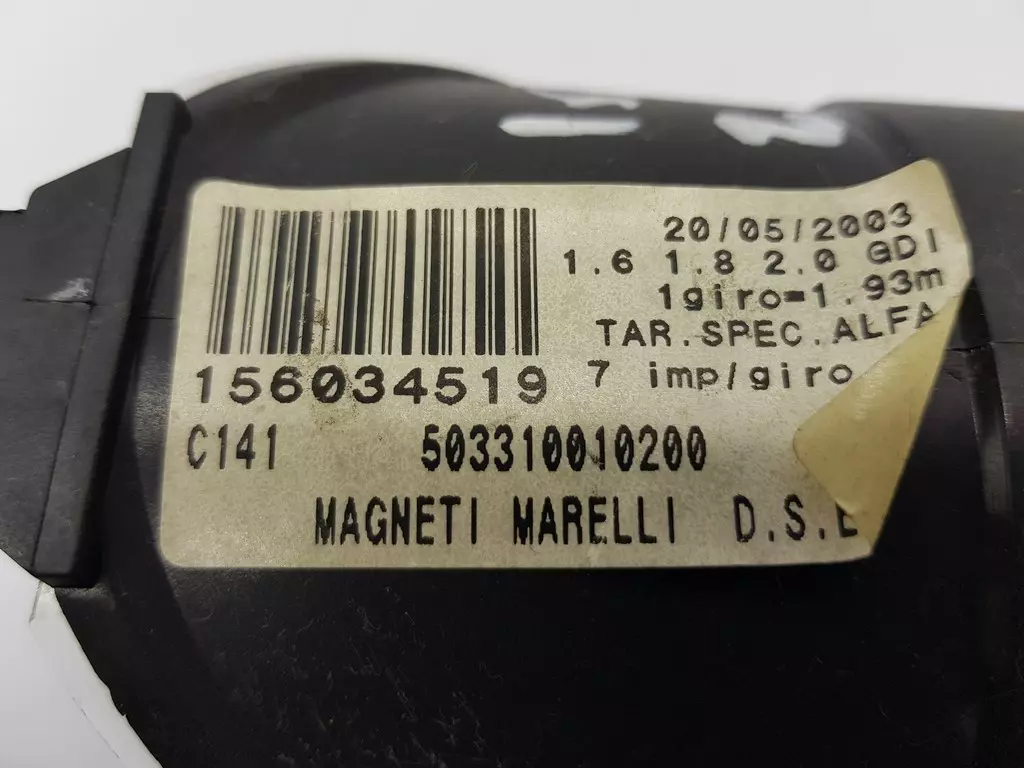 20/05/2003
1.6 1.8 2.0 GDI
1giro=1.93m
TAR.SPEC.ALFA
156034519 7 imp/giro
C141 503310010200
MAGNETI MARELLI D.S.E